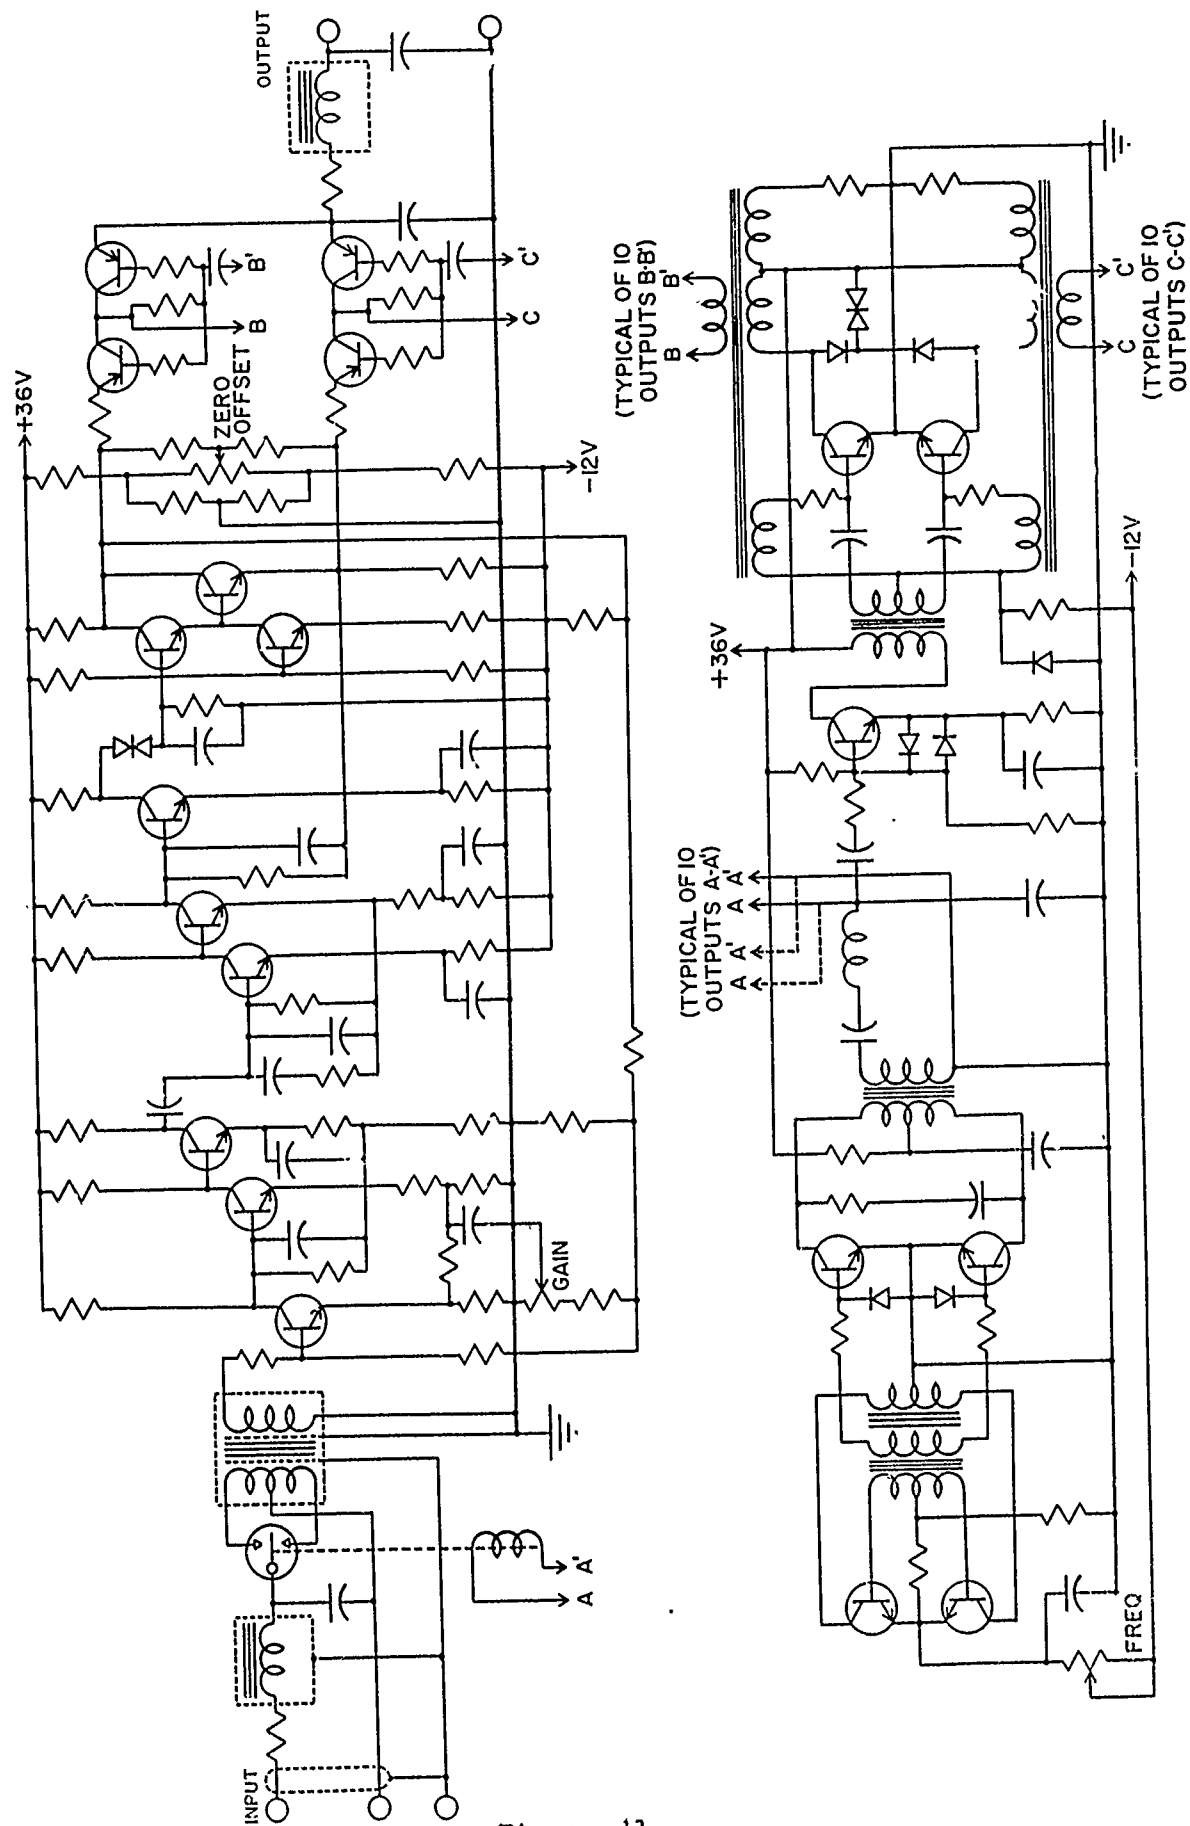 INPUT
A A'
GAIN
+36V
-12V
ZERO
OFFSET
B B'
C C'
OUTPUT
FREQ
(TYPICAL OF 10
OUTPUTS A-A')
A A' A A'
+36V
-12V
(TYPICAL OF 10
OUTPUTS B-B')
B B'
C C'
(TYPICAL OF 10
OUTPUTS C-C')